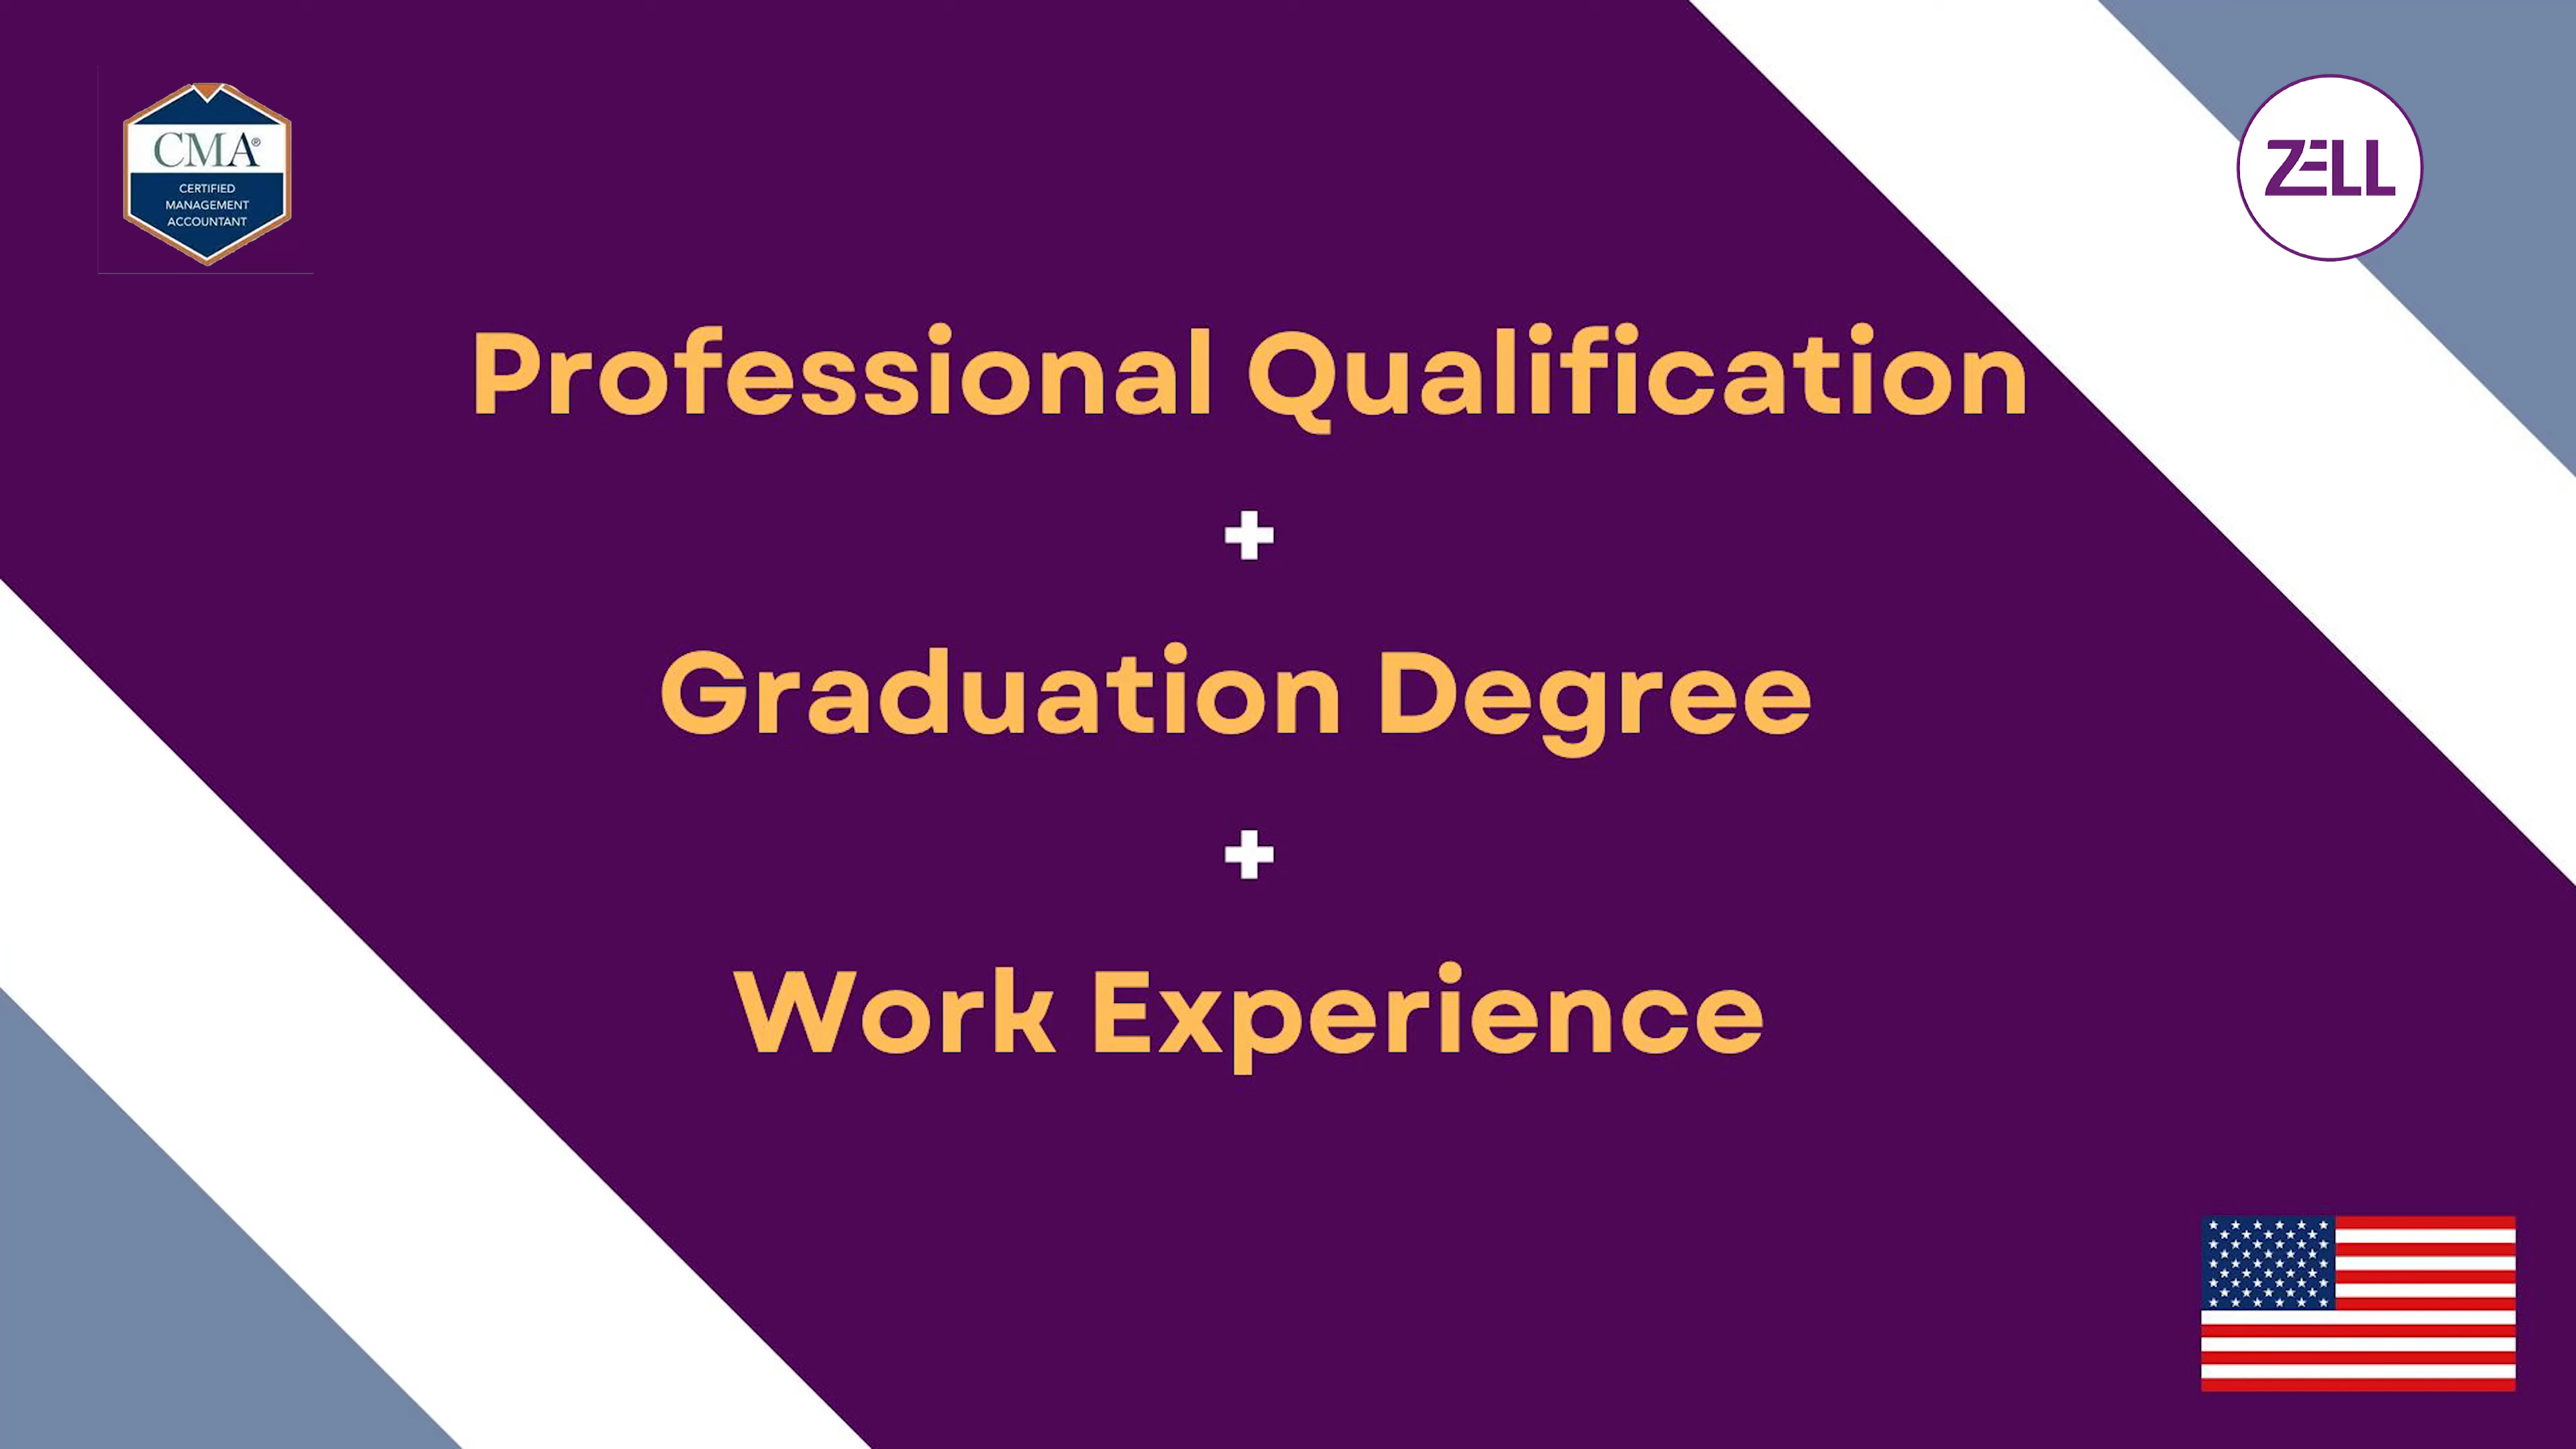 CMA®
CERTIFIED
MANAGEMENT
ACCOUNTANT
ZELL
Professional Qualification
+
Graduation Degree
+
Work Experience